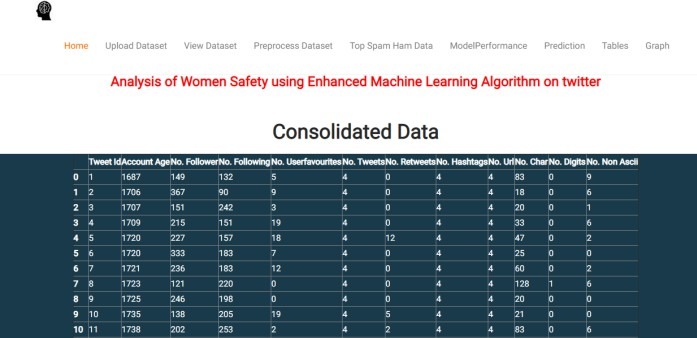 Home Upload Dataset View Dataset Preprocess Dataset Top Spam Ham Data ModelPerformance Prediction Tables Graph
Analysis of Women Safety using Enhanced Machine Learning Algorithm on twitter
Consolidated Data
Tweet Id Account Age No. Follower No. Following No. Userfavourites No. Tweets No. Retweets No. Hashtags No. Url No. Char No. Digits No. Non Ascii
0 1 1687 149 132 5 4 0 4 4 83 0 9
1 2 1706 367 90 9 4 0 4 4 18 0 6
2 3 1707 151 242 3 4 0 4 4 20 0 1
3 4 1709 215 151 19 4 0 4 4 33 0 6
4 5 1720 227 157 18 4 12 4 4 47 0 2
5 6 1720 333 183 7 4 0 4 4 25 0 0
6 7 1721 236 183 12 4 0 4 4 60 0 2
7 8 1723 121 220 0 4 0 4 4 128 1 6
8 9 1725 246 198 0 4 0 4 4 20 0 0
9 10 1735 138 205 19 4 5 4 4 21 0 0
10 11 1738 202 253 2 4 2 4 4 83 0 6